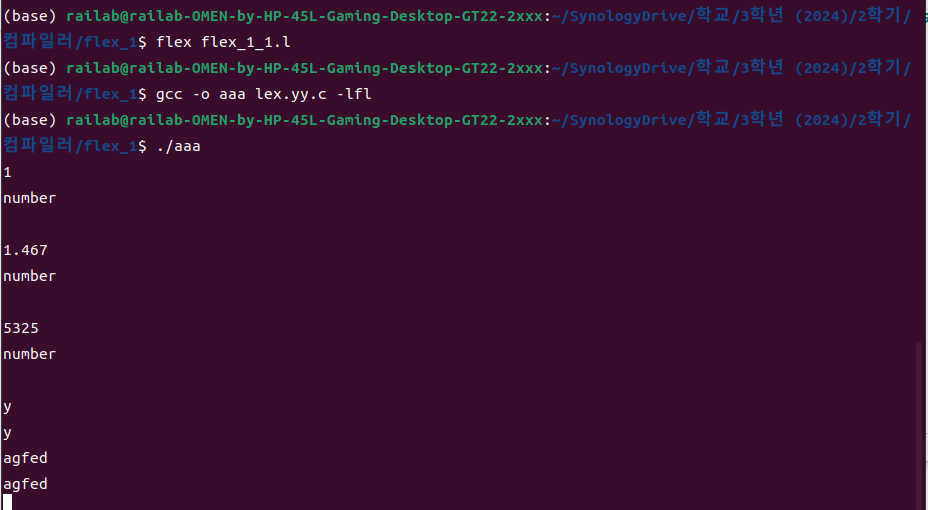 (base) railab@railab-OMEN-by-HP-45L-Gaming-Desktop-GT22-2xxx:~/SynologyDrive/학교/3학년 (2024)/2학기/
컴파일러/flex_1$ flex flex_1_1.l
(base) railab@railab-OMEN-by-HP-45L-Gaming-Desktop-GT22-2xxx:~/SynologyDrive/학교/3학년 (2024)/2학기/
컴파일러/flex_1$ gcc -o aaa lex.yy.c -lfl
(base) railab@railab-OMEN-by-HP-45L-Gaming-Desktop-GT22-2xxx:~/SynologyDrive/학교/3학년 (2024)/2학기/
컴파일러/flex_1$ ./aaa
1
number
1.467
number
5325
number
y
y
agfed
agfed